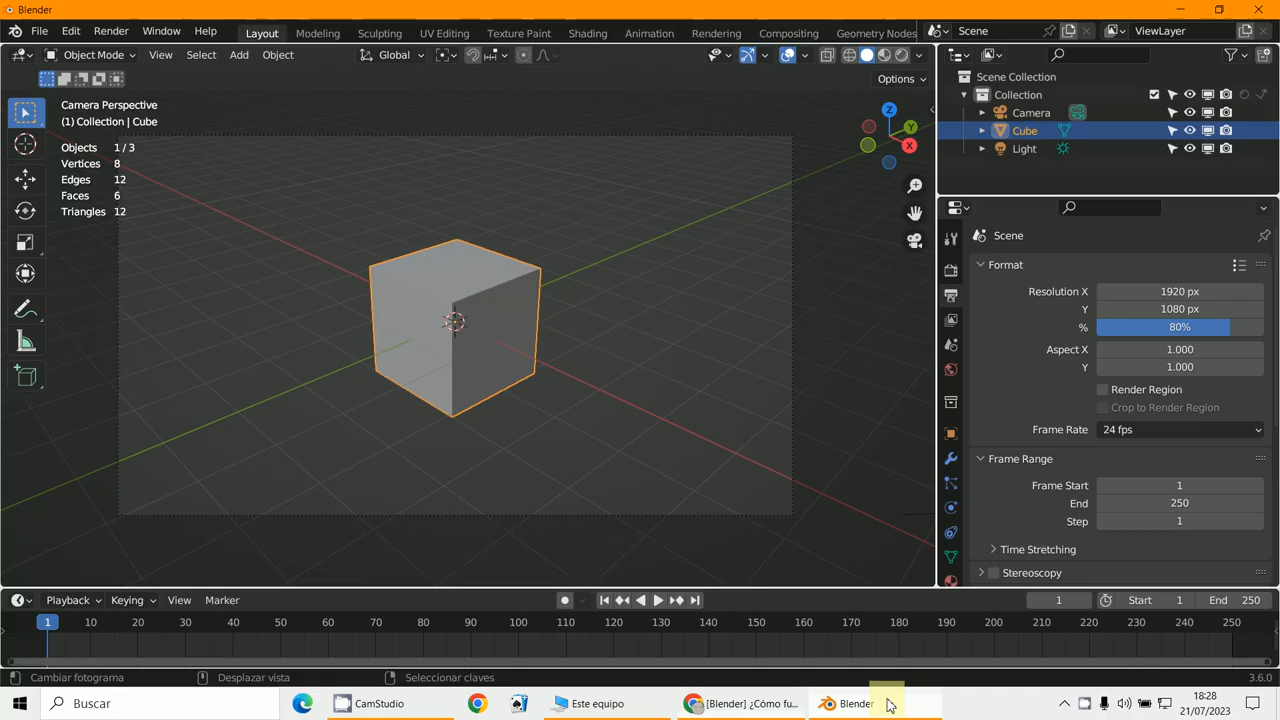 Blender
File Edit Render Window Help
Layout Modeling Sculpting UV Editing Texture Paint Shading Animation Rendering Compositing Geometry Nodes
Scene
ViewLayer
Object Mode View Select Add Object
Global
Options
Camera Perspective
(1) Collection | Cube
Objects 1 / 3
Vertices 8
Edges 12
Faces 6
Triangles 12
Z
Y
X
Scene Collection
Collection
Camera
Cube
Light
Scene
Format
Resolution X 1920 px
Y 1080 px
% 80%
Aspect X 1.000
Y 1.000
Render Region
Crop to Render Region
Frame Rate 24 fps
Frame Range
Frame Start 1
End 250
Step 1
Time Stretching
Stereoscopy
Playback Keying View Marker
1 Start 1 End 250
1 10 20 30 40 50 60 70 80 90 100 110 120 130 140 150 160 170 180 190 200 210 220 230 240 250
Cambiar fotograma Desplazar vista Seleccionar claves
3.6.0
Buscar
CamStudio
Este equipo
[Blender] ¿Cómo fu...
Blender
18:28
21/07/2023